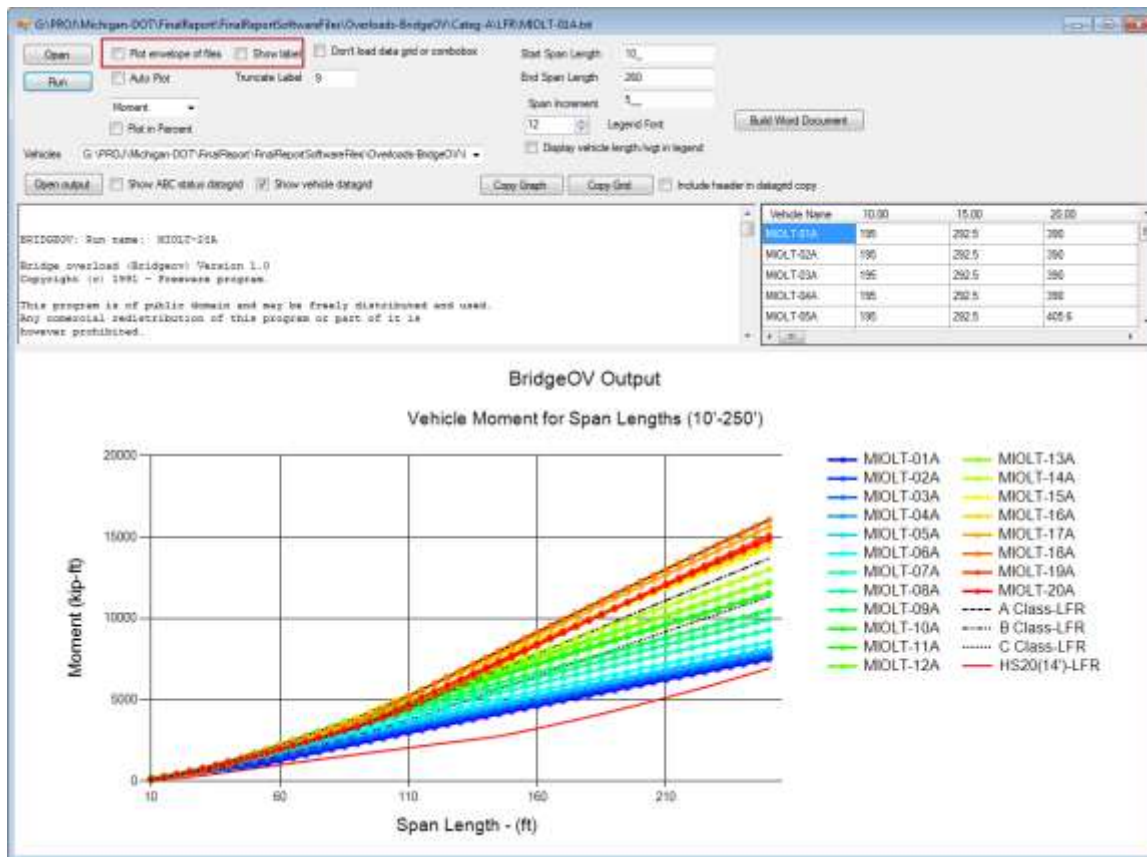 G:\PROJ\Michigan-DOT\FinalReport\FinalReportSoftwareFiles\Overloads-BridgeOV\Categ-A\LFR\MIOLT-01A.txt
Open
Plot envelope of files
Show label
Don't load data grid or combobox
Start Span Length 10_
Run
Auto Plot
Truncate Label 9
End Span Length 250
Moment
Span Increment 5__
Plot in Percent
12 Legend Font
Build Word Document
Vehicles G:\PROJ\Michigan-DOT\FinalReport\FinalReportSoftwareFiles\Overloads-BridgeOV\
Display vehicle length/wgt in legend
Open output
Show ABC status datagrid
Show vehicle datagrid
Copy Graph
Copy Grid
Include header in datagrid copy
BRIDGEOV: Run name: MIOLT-20A
Bridge overload (Bridgeov) Version 1.0
Copyright (c) 1991 - Freeware program.
This program is of public domain and may be freely distributed and used.
Any comercial redistribution of this program or part of it is
however prohibited.
Vehicle Name 10.00 15.00 20.00
MIOLT-01A 195 292.5 390
MIOLT-02A 195 292.5 390
MIOLT-03A 195 292.5 390
MIOLT-04A 195 292.5 390
MIOLT-05A 195 292.5 405.6
BridgeOV Output
Vehicle Moment for Span Lengths (10'-250')
20000
15000
10000
5000
0
Moment (kip-ft)
10 60 110 160 210
Span Length - (ft)
MIOLT-01A MIOLT-13A
MIOLT-02A MIOLT-14A
MIOLT-03A MIOLT-15A
MIOLT-04A MIOLT-16A
MIOLT-05A MIOLT-17A
MIOLT-06A MIOLT-18A
MIOLT-07A MIOLT-19A
MIOLT-08A MIOLT-20A
MIOLT-09A A Class-LFR
MIOLT-10A B Class-LFR
MIOLT-11A C Class-LFR
MIOLT-12A HS20(14')-LFR